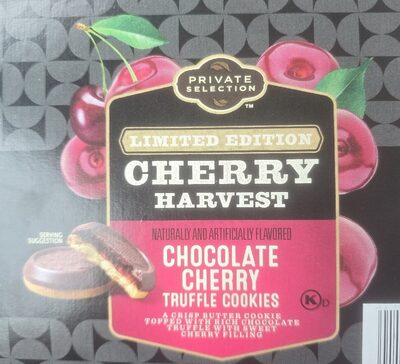 PRIVATE
SELECTION
™
LIMITED EDITION
CHERRY
HARVEST
NATURALLY AND ARTIFICIALLY FLAVORED
SERVING
SUGGESTION
CHOCOLATE
CHERRY
TRUFFLE COOKIES
K D
A CRISP BUTTER COOKIE
TOPPED WITH RICH CHOCOLATE
TRUFFLE WITH SWEET
CHERRY FILLING